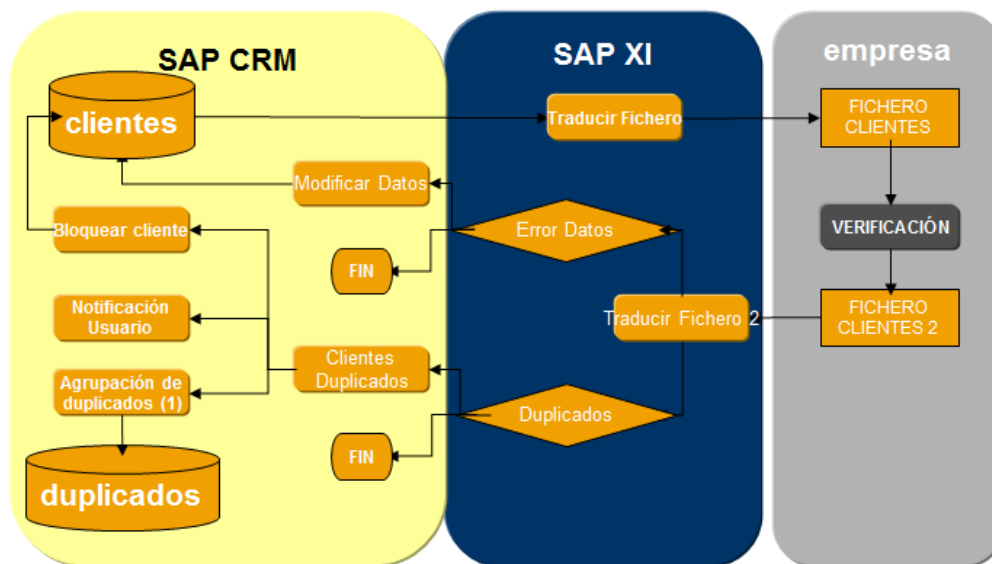 SAP CRM
SAP XI
empresa
clientes
Traducir Fichero
FICHERO
CLIENTES
Modificar Datos
Bloquear cliente
Error Datos
VERIFICACIÓN
FIN
Notificación
Usuario
Traducir Fichero 2
FICHERO
CLIENTES 2
Clientes
Duplicados
Agrupación de
duplicados (1)
Duplicados
FIN
duplicados